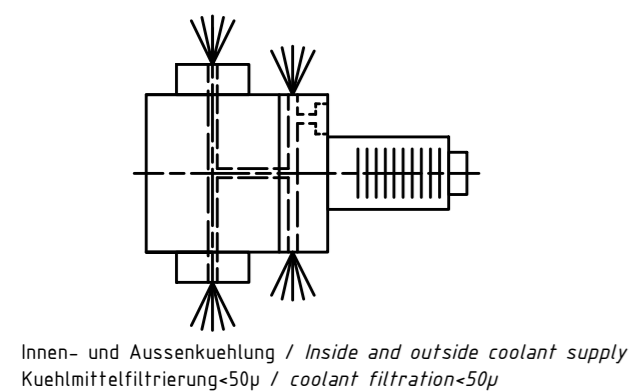 Innen- und Aussenkuehlung / Inside and outside coolant supply
Kuehlmittelfiltrierung<50µ / coolant filtration<50µ